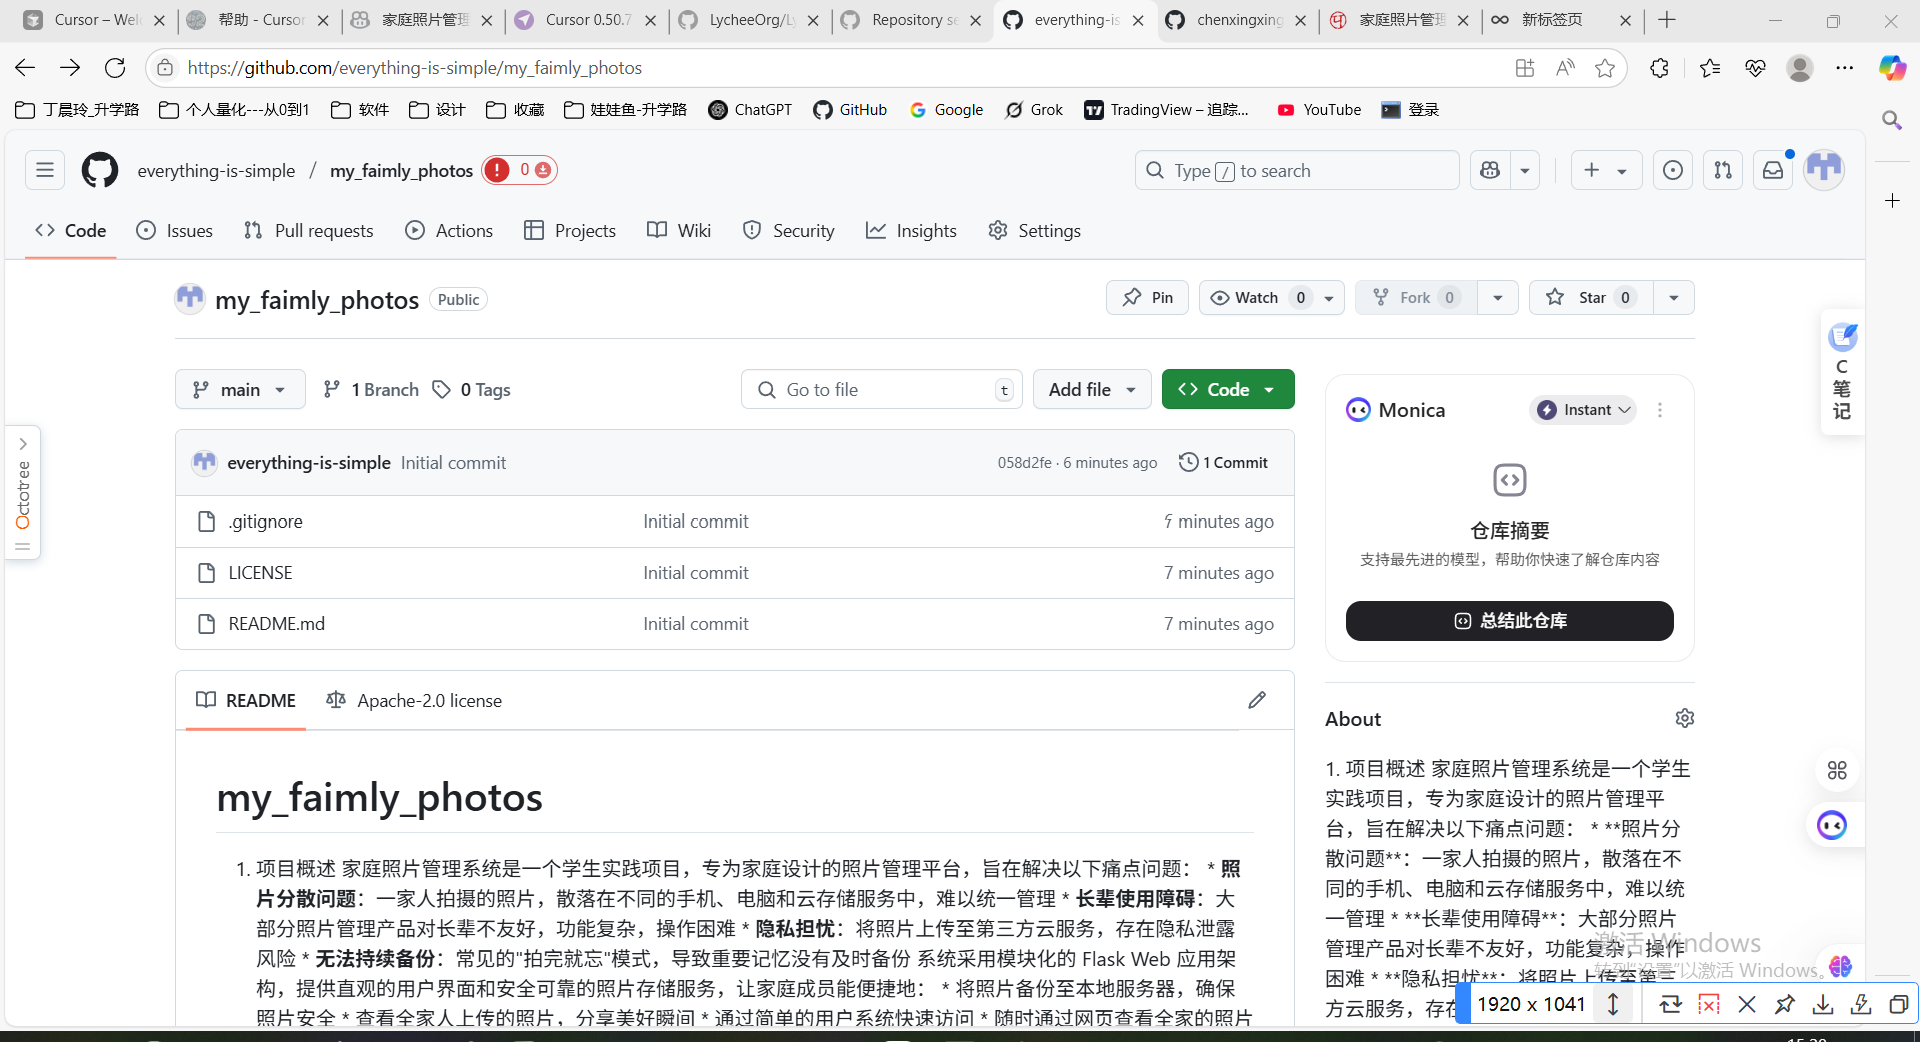 Cursor – Wel
帮助 - Cursor
家庭照片管理
Cursor 0.50.7
LycheeOrg/Ly
Repository se
everything-is
chenxingxing
家庭照片管理
新标签页
https://github.com/everything-is-simple/my_faimly_photos
丁晨玲_升学路
个人量化---从0到1
软件
设计
收藏
娃娃鱼-升学路
ChatGPT
GitHub
Google
Grok
TradingView – 追踪...
YouTube
登录
everything-is-simple / my_faimly_photos
0
Type / to search
Code
Issues
Pull requests
Actions
Projects
Wiki
Security
Insights
Settings
my_faimly_photos
Public
Pin
Watch 0
Fork 0
Star 0
main
1 Branch
0 Tags
Go to file
t
Add file
Code
everything-is-simple Initial commit
058d2fe · 6 minutes ago
1 Commit
.gitignore Initial commit minutes ago
LICENSE Initial commit 7 minutes ago
README.md Initial commit 7 minutes ago
README
Apache-2.0 license
my_faimly_photos
1. 项目概述 家庭照片管理系统是一个学生实践项目，专为家庭设计的照片管理平台，旨在解决以下痛点问题： * 照
片分散问题：一家人拍摄的照片，散落在不同的手机、电脑和云存储服务中，难以统一管理 * 长辈使用障碍：大
部分照片管理产品对长辈不友好，功能复杂，操作困难 * 隐私担忧：将照片上传至第三方云服务，存在隐私泄露
风险 * 无法持续备份：常见的"拍完就忘"模式，导致重要记忆没有及时备份 系统采用模块化的 Flask Web 应用架
构，提供直观的用户界面和安全可靠的照片存储服务，让家庭成员能便捷地： * 将照片备份至本地服务器，确保
照片安全 * 查看全家人上传的照片，分享美好瞬间 * 通过简单的用户系统快速访问 * 随时通过网页查看全家的照片
Monica
Instant
仓库摘要
支持最先进的模型，帮助你快速了解仓库内容
总结此仓库
About
1. 项目概述 家庭照片管理系统是一个学生
实践项目，专为家庭设计的照片管理平
台，旨在解决以下痛点问题： * **照片分
散问题**：一家人拍摄的照片，散落在不
同的手机、电脑和云存储服务中，难以统
一管理 * **长辈使用障碍**：大部分照片
管理产品对长辈不友好，功能复杂，操作
困难 * **隐私担忧**：将照片上传至第三
方云服务，存在
激活 Windows
转到"设置"以激活 Windows。
1920 x 1041
Octotree
C
笔
记